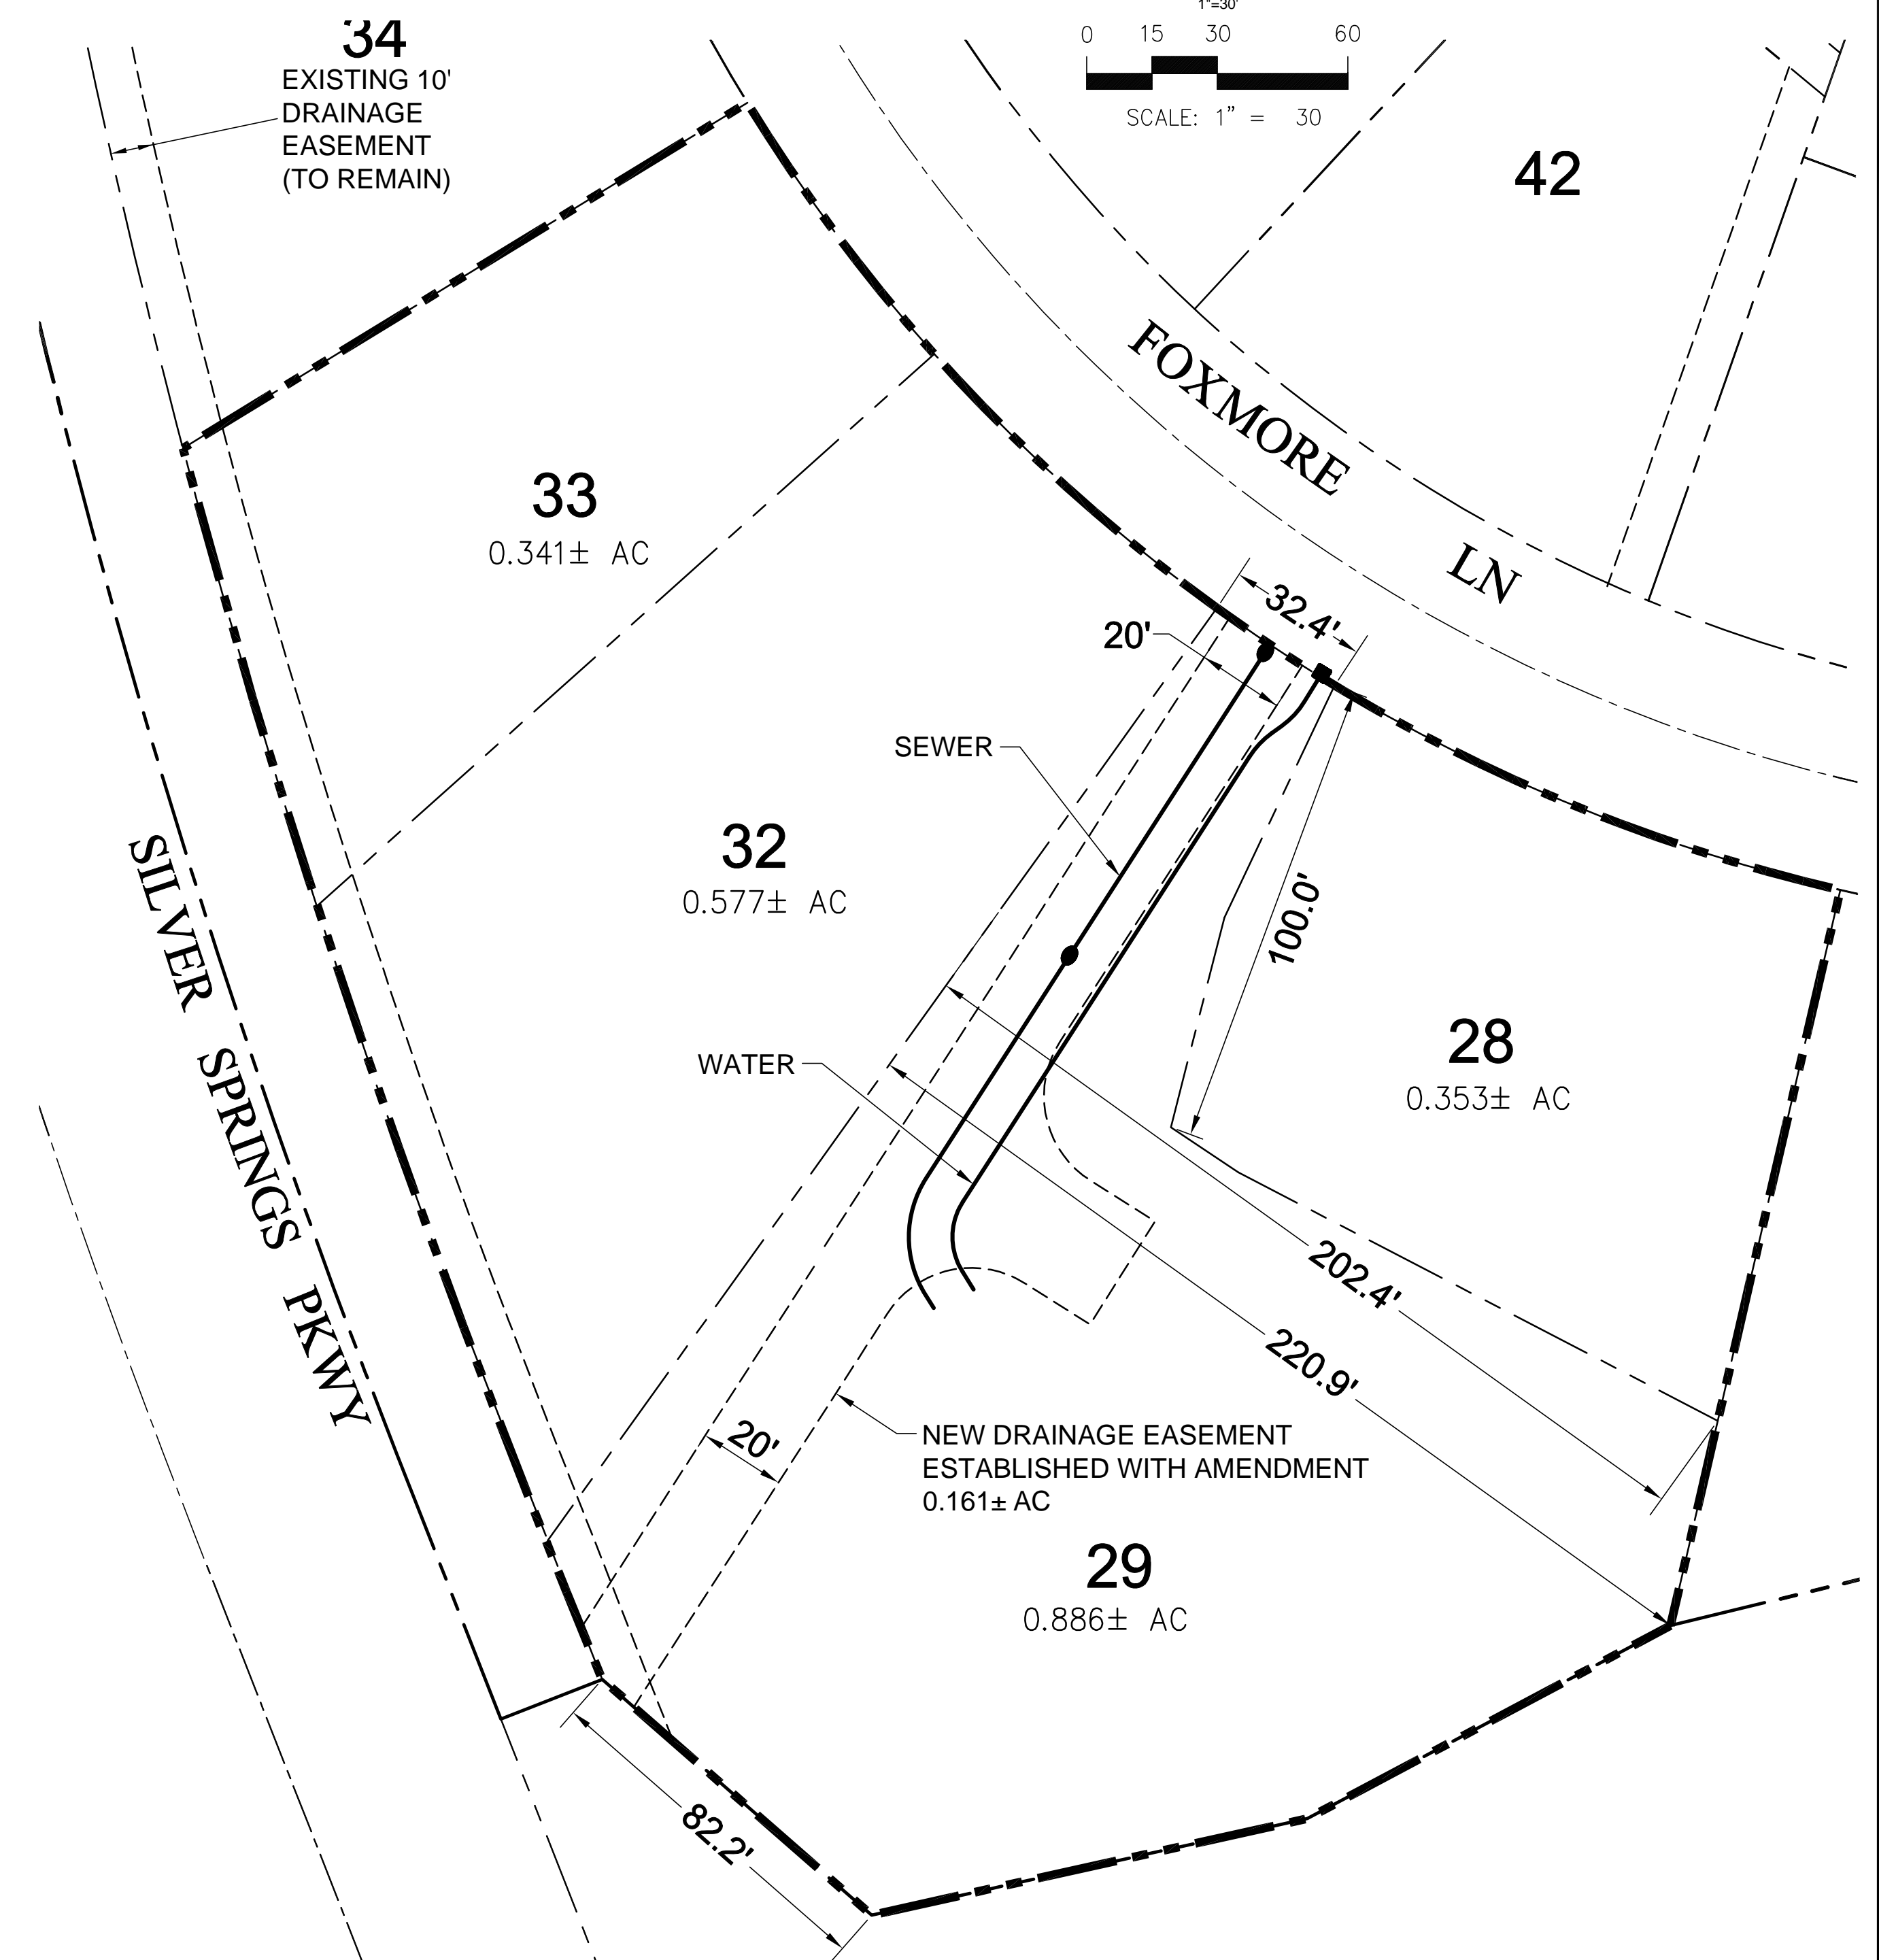 1"=30'
0 15 30 60
SCALE: 1" = 30
34
EXISTING 10'
DRAINAGE
EASEMENT
(TO REMAIN)
42
FOXMORE
LN
33
0.341± AC
32.4'
20'
SEWER
32
0.577± AC
100.0'
28
0.353± AC
WATER
SILVER SPRINGS PKWY
202.4'
220.9'
20'
NEW DRAINAGE EASEMENT
ESTABLISHED WITH AMENDMENT
0.161± AC
29
0.886± AC
82.2'